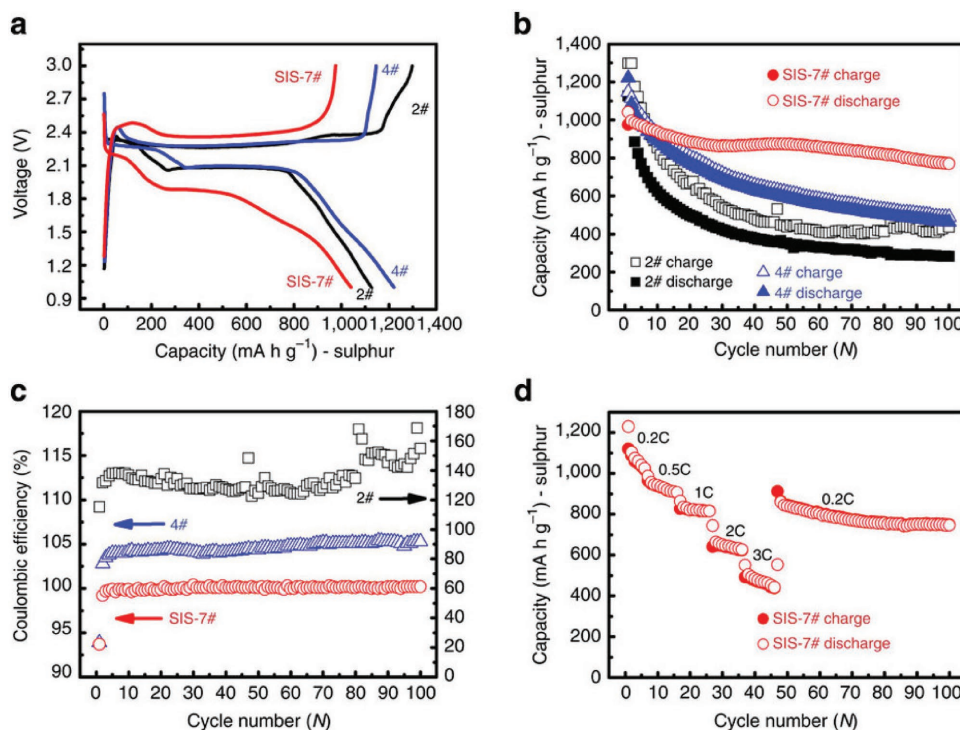 a
3.0
2.7
2.4
2.1
1.8
1.5
1.2
0.9
Voltage (V)
SIS-7#
4#
2#
SIS-7#
4#
2#
0 200 400 600 800 1,000 1,200 1,400
Capacity (mA h g⁻¹) - sulphur
b
1,400
1,200
1,000
800
600
400
200
0
Capacity (mA h g⁻¹) - sulphur
SIS-7# charge
SIS-7# discharge
2# charge
2# discharge
4# charge
4# discharge
0 10 20 30 40 50 60 70 80 90 100
Cycle number (N)
c
120
115
110
105
100
95
90
Coulombic efficiency (%)
180
160
140
120
100
80
60
40
20
0
2#
4#
SIS-7#
0 10 20 30 40 50 60 70 80 90 100
Cycle number (N)
d
1,200
1,000
800
600
400
200
0
Capacity (mA h g⁻¹) - sulphur
0.2C
0.5C
1C
2C
3C
0.2C
SIS-7# charge
SIS-7# discharge
0 10 20 30 40 50 60 70 80 90 100
Cycle number (N)